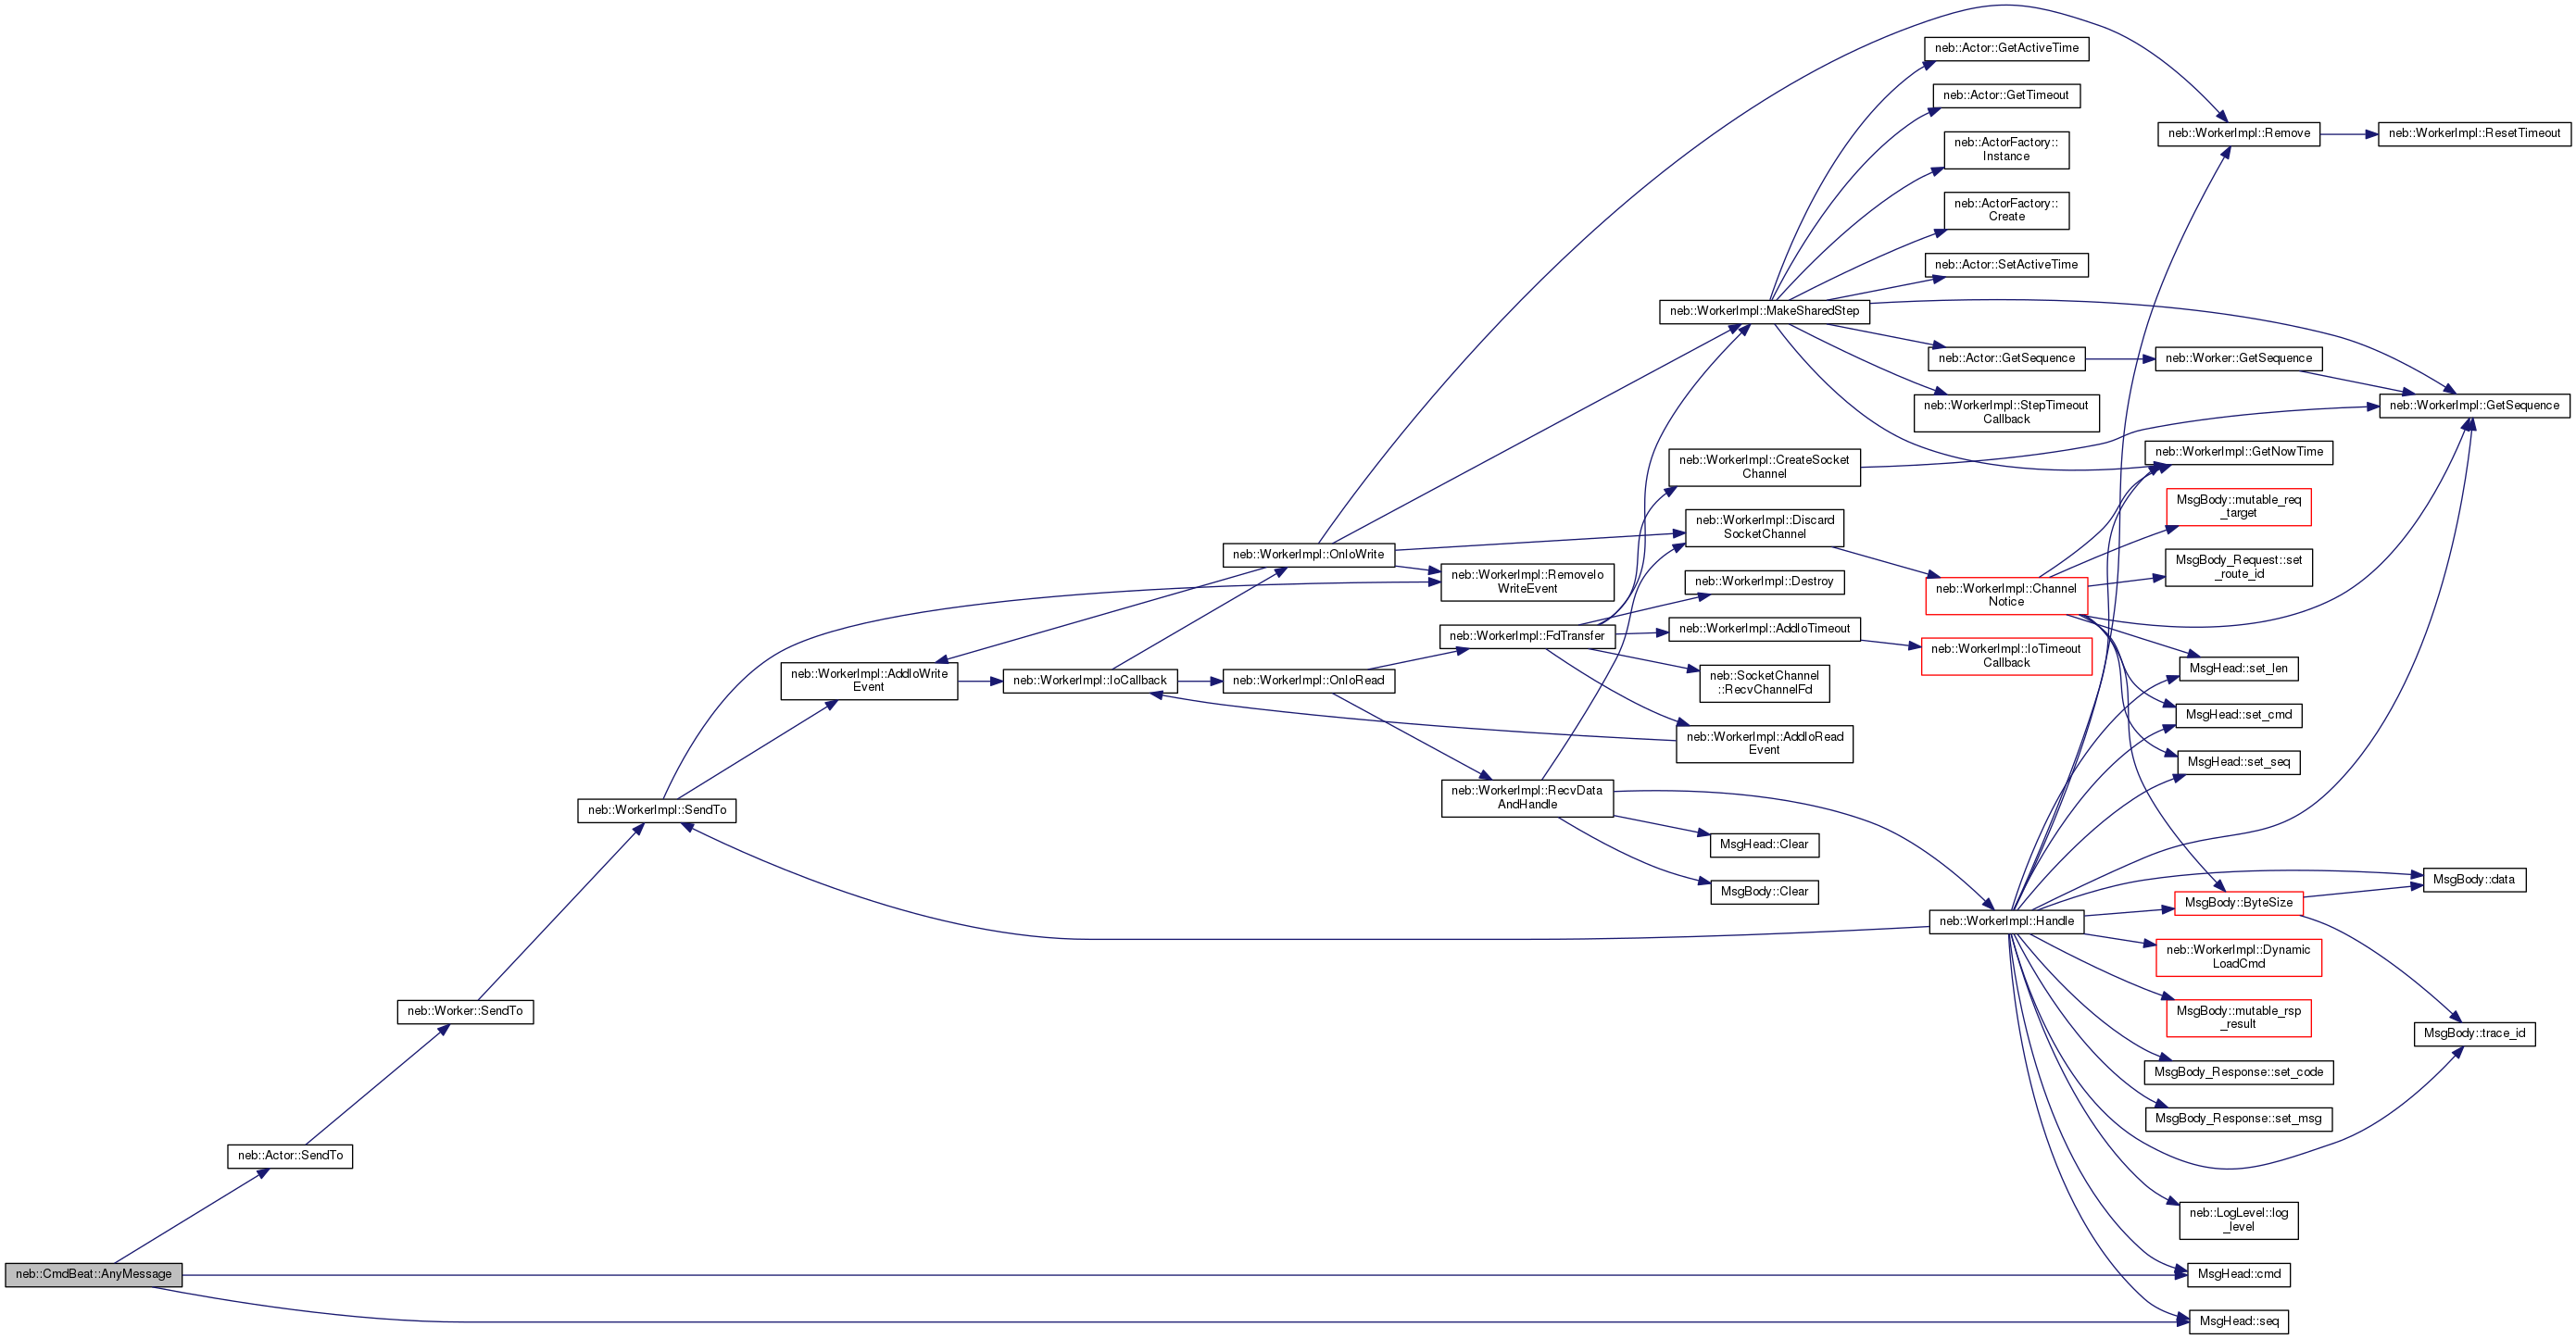 neb::Actor::GetActiveTime
neb::Actor::GetTimeout
neb::WorkerImpl::Remove
neb::WorkerImpl::ResetTimeout
neb::ActorFactory::
Instance
neb::ActorFactory::
Create
neb::Actor::SetActiveTime
neb::WorkerImpl::MakeSharedStep
neb::Actor::GetSequence
neb::Worker::GetSequence
neb::WorkerImpl::StepTimeout
Callback
neb::WorkerImpl::GetSequence
neb::WorkerImpl::GetNowTime
neb::WorkerImpl::CreateSocket
Channel
MsgBody::mutable_req
_target
neb::WorkerImpl::Discard
SocketChannel
neb::WorkerImpl::OnIoWrite
MsgBody_Request::set
_route_id
neb::WorkerImpl::RemoveIo
WriteEvent
neb::WorkerImpl::Destroy
neb::WorkerImpl::Channel
Notice
neb::WorkerImpl::FdTransfer
neb::WorkerImpl::AddIoTimeout
neb::WorkerImpl::IoTimeout
Callback
neb::WorkerImpl::AddIoWrite
Event
neb::WorkerImpl::IoCallback
neb::WorkerImpl::OnIoRead
neb::SocketChannel
::RecvChannelFd
MsgHead::set_len
MsgHead::set_cmd
neb::WorkerImpl::AddIoRead
Event
MsgHead::set_seq
neb::WorkerImpl::SendTo
neb::WorkerImpl::RecvData
AndHandle
MsgHead::Clear
MsgBody::Clear
MsgBody::data
MsgBody::ByteSize
neb::WorkerImpl::Handle
neb::WorkerImpl::Dynamic
LoadCmd
neb::Worker::SendTo
MsgBody::mutable_rsp
_result
MsgBody::trace_id
MsgBody_Response::set_code
MsgBody_Response::set_msg
neb::Actor::SendTo
neb::LogLevel::log
_level
neb::CmdBeat::AnyMessage
MsgHead::cmd
MsgHead::seq